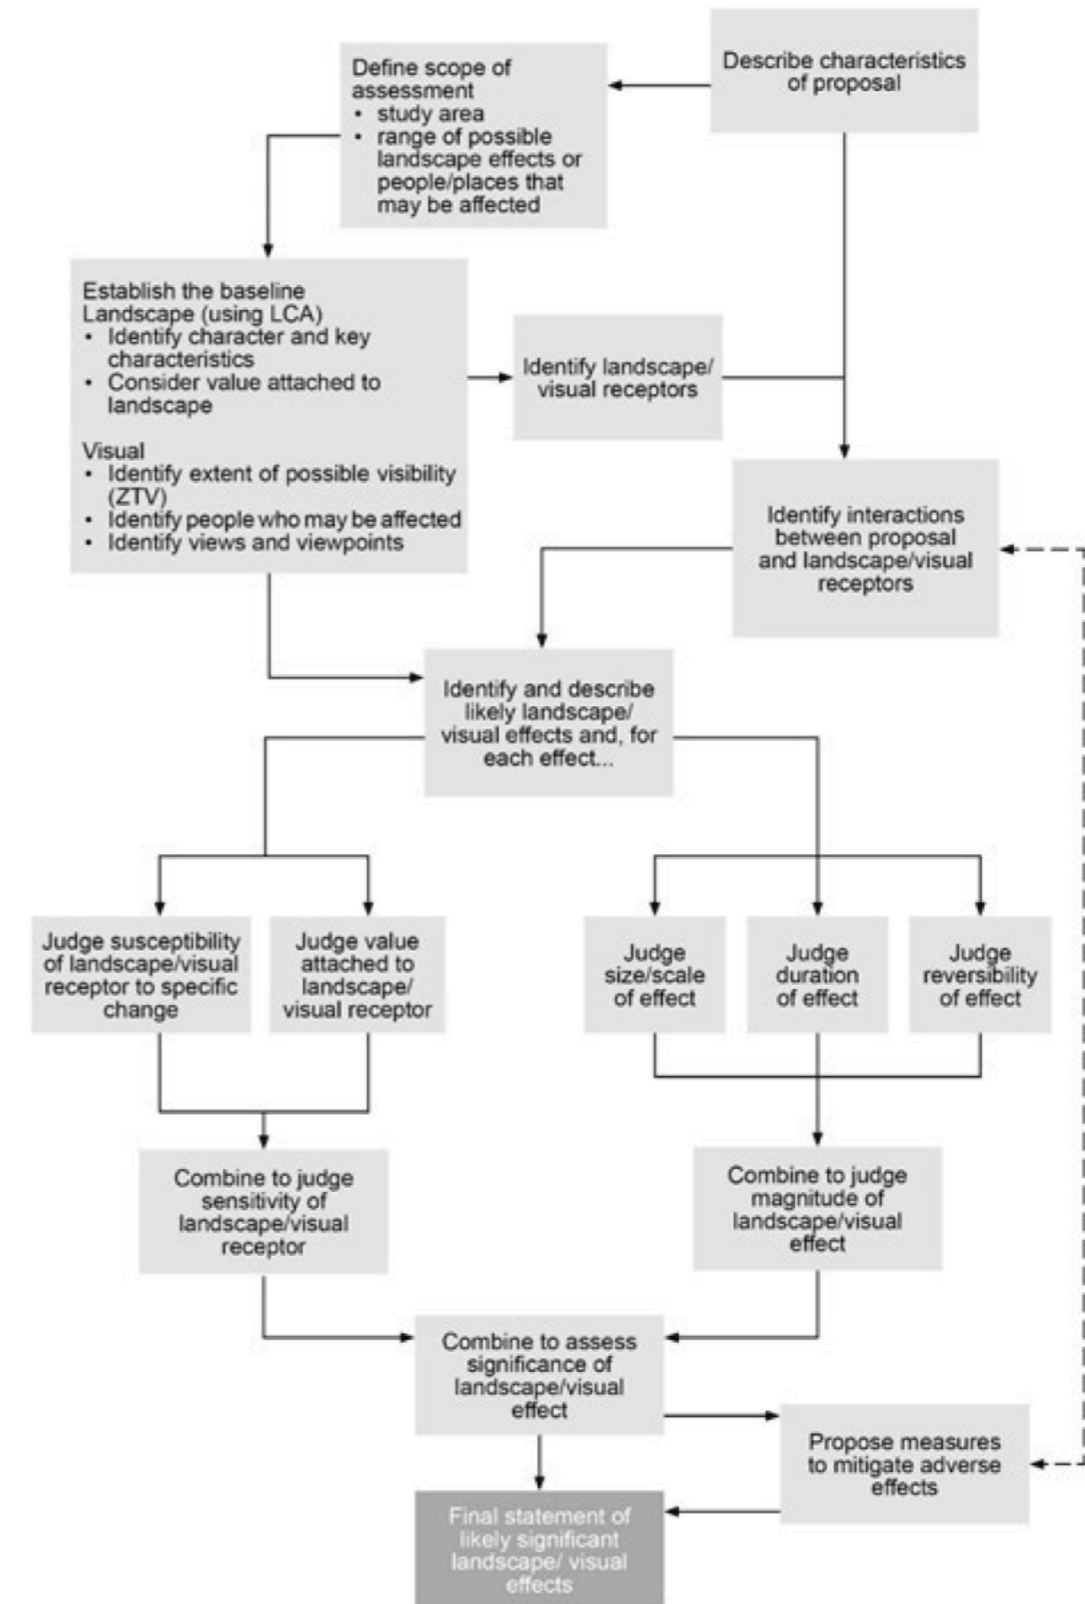 Describe characteristics
of proposal
Define scope of
assessment
• study area
• range of possible
landscape effects or
people/places that
may be affected
Establish the baseline
Landscape (using LCA)
• Identify character and key
characteristics
• Consider value attached to
landscape
Visual
• Identify extent of possible visibility
(ZTV)
• Identify people who may be affected
• Identify views and viewpoints
Identify landscape/
visual receptors
Identify interactions
between proposal
and landscape/visual
receptors
Identify and describe
likely landscape/
visual effects and, for
each effect...
Judge susceptibility
of landscape/visual
receptor to specific
change
Judge value
attached to
landscape/
visual receptor
Judge
size/scale
of effect
Judge
duration
of effect
Judge
reversibility
of effect
Combine to judge
sensitivity of
landscape/visual
receptor
Combine to judge
magnitude of
landscape/visual
effect
Combine to assess
significance of
landscape/visual
effect
Propose measures
to mitigate adverse
effects
Final statement of
likely significant
landscape/ visual
effects